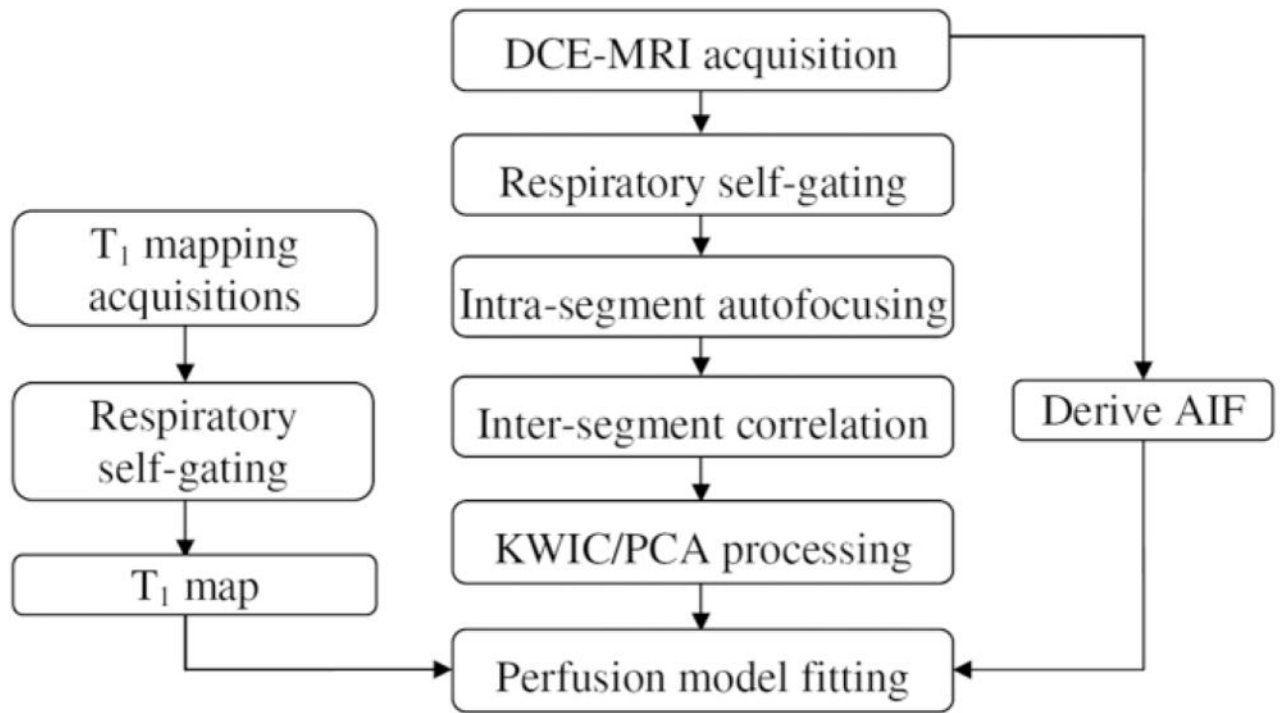 DCE-MRI acquisition
Respiratory self-gating
Intra-segment autofocusing
Inter-segment correlation
KWIC/PCA processing
Perfusion model fitting
T₁ mapping
acquisitions
Respiratory
self-gating
T₁ map
Derive AIF